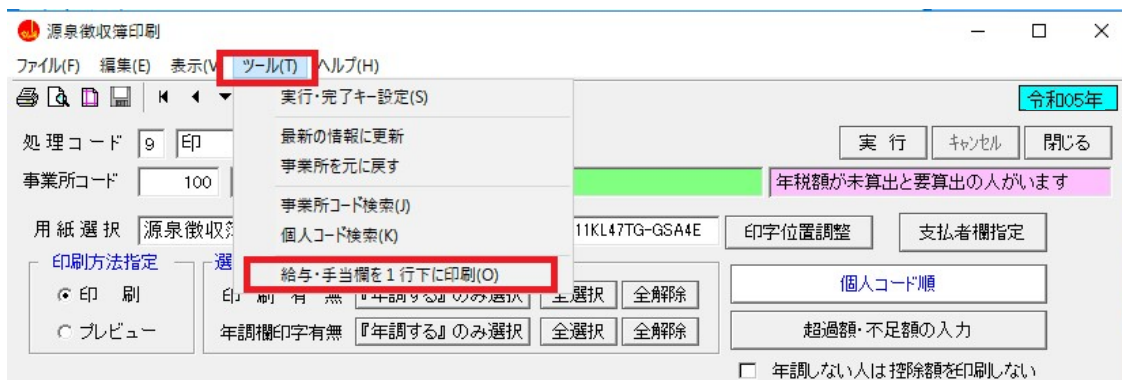 源泉徴収簿印刷
ファイル(F) 編集(E) 表示(V ツール(T) ヘルプ(H)
実行・完了キー設定(S)
令和05年
最新の情報に更新
処理コード 9 印
実 行 キャンセル 閉じる
事業所を元に戻す
事業所コード 100
年税額が未算出と要算出の人がいます
事業所コード検索(J)
用紙選択 源泉徴収簿
個人コード検索(K)
11KL47TG-GSA4E 印字位置調整 支払者欄指定
印刷方法指定 選
給与・手当欄を1行下に印刷(O)
個人コード順
印 刷 印 刷 有 無 『年調する』のみ選択 全選択 全解除
プレビュー 年調欄印字有無 『年調する』のみ選択 全選択 全解除
超過額・不足額の入力
年調しない人は控除額を印刷しない